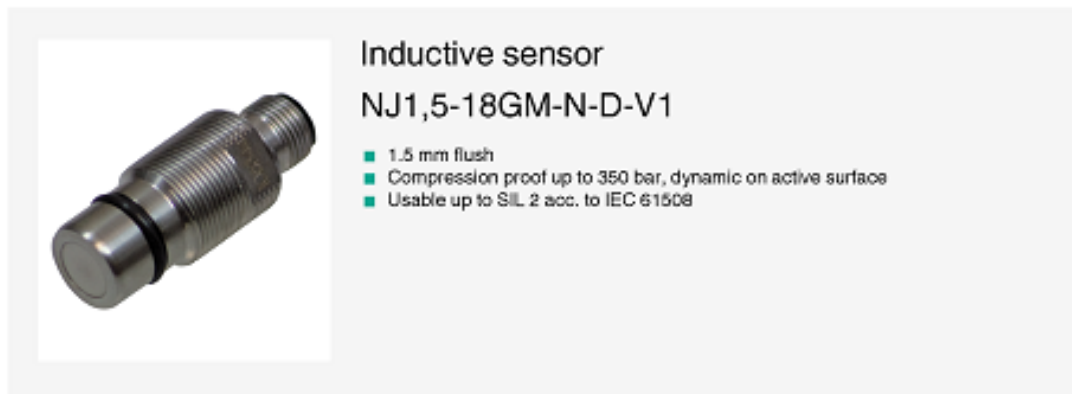 Inductive sensor
NJ1,5-18GM-N-D-V1
1.5 mm flush
Compression proof up to 350 bar, dynamic on active surface
Usable up to SIL 2 acc. to IEC 61508